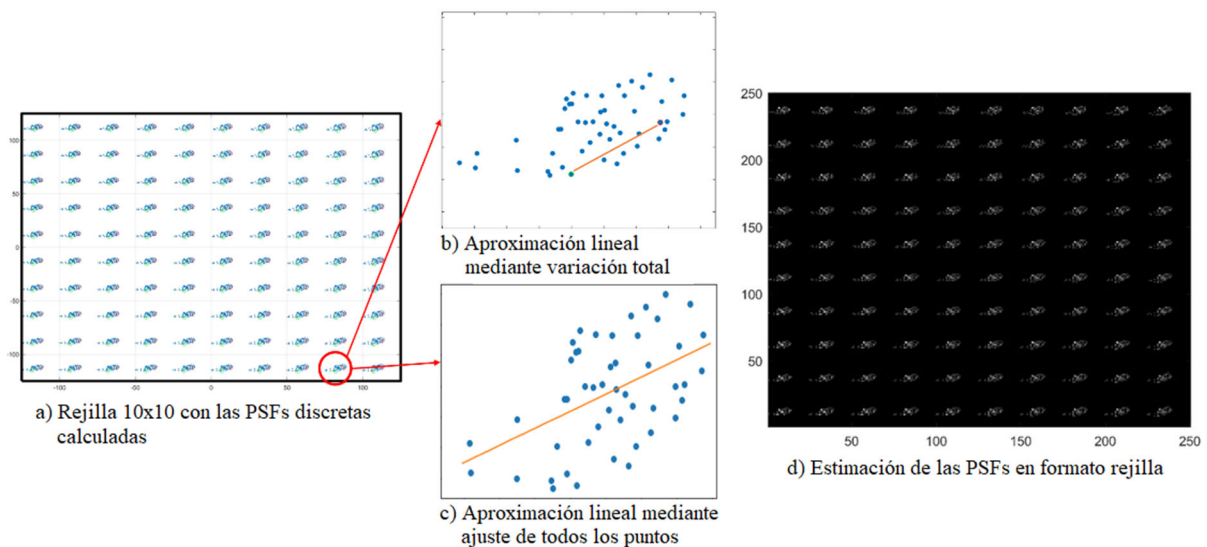 100
50
0
-50
-100
-100
-50
0
50
100
a) Rejilla 10x10 con las PSFs discretas
calculadas
b) Aproximación lineal
mediante variación total
c) Aproximación lineal mediante
ajuste de todos los puntos
250
200
150
100
50
50
100
150
200
250
d) Estimación de las PSFs en formato rejilla